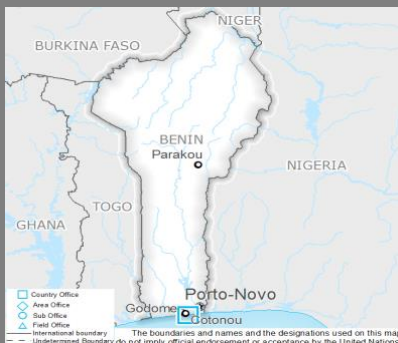 NIGER
BURKINA FASO
BENIN
Parakou
NIGERIA
TOGO
GHANA
Porto-Novo
Godome
Cotonou
Country Office
Area Office
Sub Office
Field Office
International boundary
Undetermined Boundary
The boundaries and names and the designations used on this map
do not imply official endorsement or acceptance by the United Nations